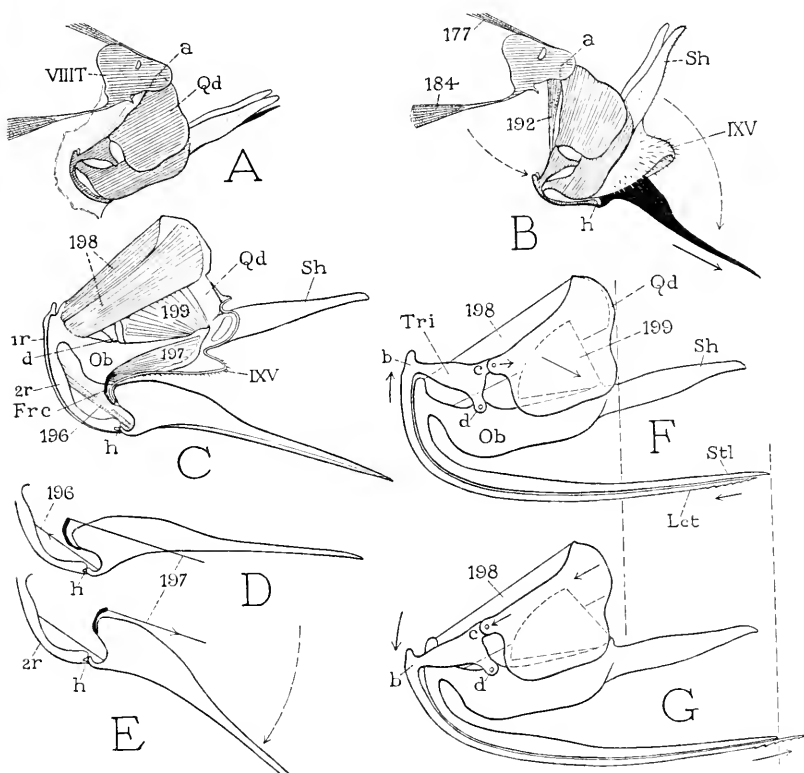 a
VIIIT
Qd
A
177
a
Sh
184
192
IXV
h
B
198
Qd
Sh
1r
199
d
Ob
197
2r
Frc
IXV
196
h
C
198
Qd
Tri
199
b
c
Sh
d
Ob
F
Stl
Lct
196
D
h
197
198
c
b
d
2r
h
G
E